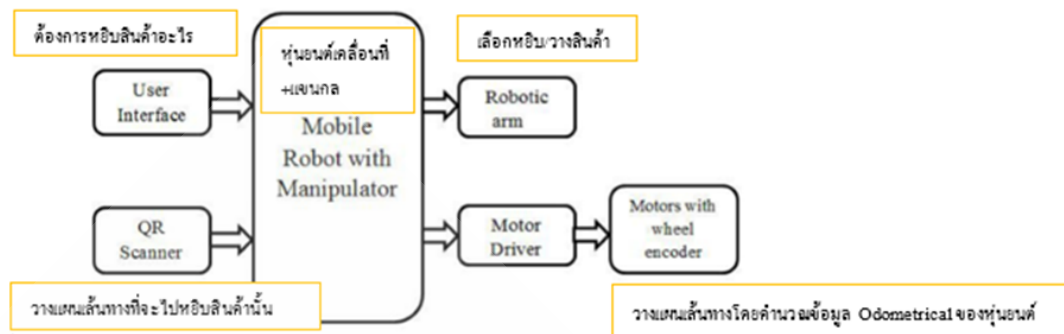 ต้องการหยิบสินค้าอะไร
หุ่นยนต์เคลื่อนที่
+แขนกล
เลือกหยิบ/วางสินค้า
User
Interface
Mobile
Robot with
Manipulator
Robotic
arm
QR
Scanner
Motor
Driver
Motors with
wheel
encoder
วางแผนเส้นทางที่จะไปหยิบสินค้านั้น
วางแผนเส้นทางโดยคำนวณข้อมูล Odometrical ของหุ่นยนต์